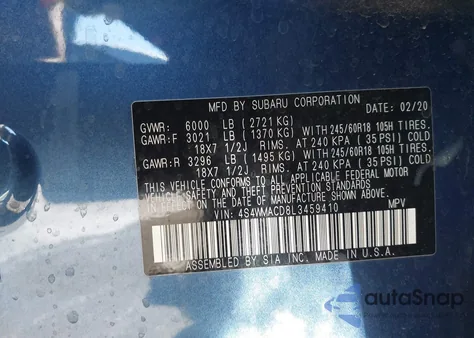 MFD BY SUBARU CORPORATION DATE: 02/20
GVWR: 6000 LB (2721 KG)
GAWR:F 3021 LB (1370 KG) WITH 245/60R18 105H TIRES.
18X7 1/2J RIMS. AT 240 KPA (35 PSI) COLD
GAWR:R 3296 LB (1495 KG) WITH 245/60R18 105H TIRES.
18X7 1/2J RIMS. AT 240 KPA (35 PSI) COLD
THIS VEHICLE CONFORMS TO ALL APPLICABLE FEDERAL MOTOR
VEHICLE SAFETY AND THEFT PREVENTION STANDARDS IN EFFECT
ON THE DATE OF MANUFACTURE SHOWN ABOVE.
VIN: 4S4WMACD8L3459410 MPV
ASSEMBLED BY SIA INC. MADE IN U.S.A.
autoSnap